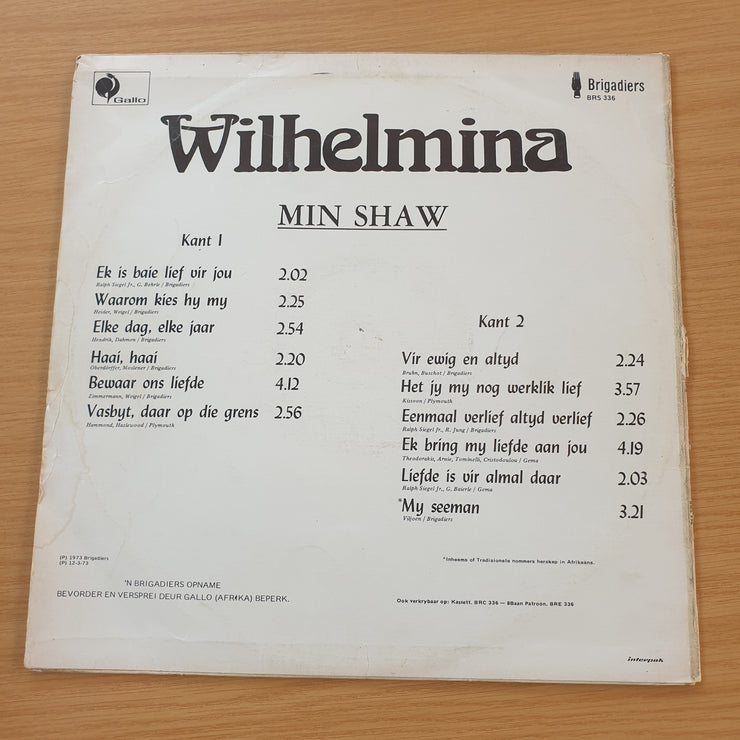 Gallo
Brigadiers
BRS 336
Wilhelmina
MIN SHAW
Kant 1
Ek is baie lief vir jou 2.02
Ralph Siegel Jr., G. Bohrle / Brigadiers
Waarom kies hy my 2.25
Heider, Weigel / Brigadiers
Elke dag, elke jaar 2.54
Hendrik, Dahmen / Brigadiers
Haai, haai 2.20
Oberdörffer, Moslener / Brigadiers
Bewaar ons liefde 4.12
Zimmermann, Weigel / Brigadiers
Vasbyt, daar op die grens 2.56
Hammond, Hazlewood / Plymouth
Kant 2
Vir ewig en altyd 2.24
Bruhn, Buschot / Brigadiers
Het jy my nog werklik lief 3.57
Kissoon / Plymouth
Eenmaal verlief altyd verlief 2.26
Ralph Siegel Jr., R. Jung / Brigadiers
Ek bring my liefde aan jou 4.19
Theodorakis, Arnie, Tominelli, Cristodoulou / Gema
Liefde is vir almal daar 2.03
Ralph Siegel Jr., G. Baierle / Gema
*My seeman 3.21
Viljoen / Brigadiers
(P) 1973 Brigadiers
(P) 12-3-73
*Inheems of Tradisionele nommers herskep in Afrikaans.
'N BRIGADIERS OPNAME
BEVORDER EN VERSPREI DEUR GALLO (AFRIKA) BEPERK.
Ook verkrybaar op: Kaslett. BRC 336 — 8Baan Patroon. BRE 336
interpak